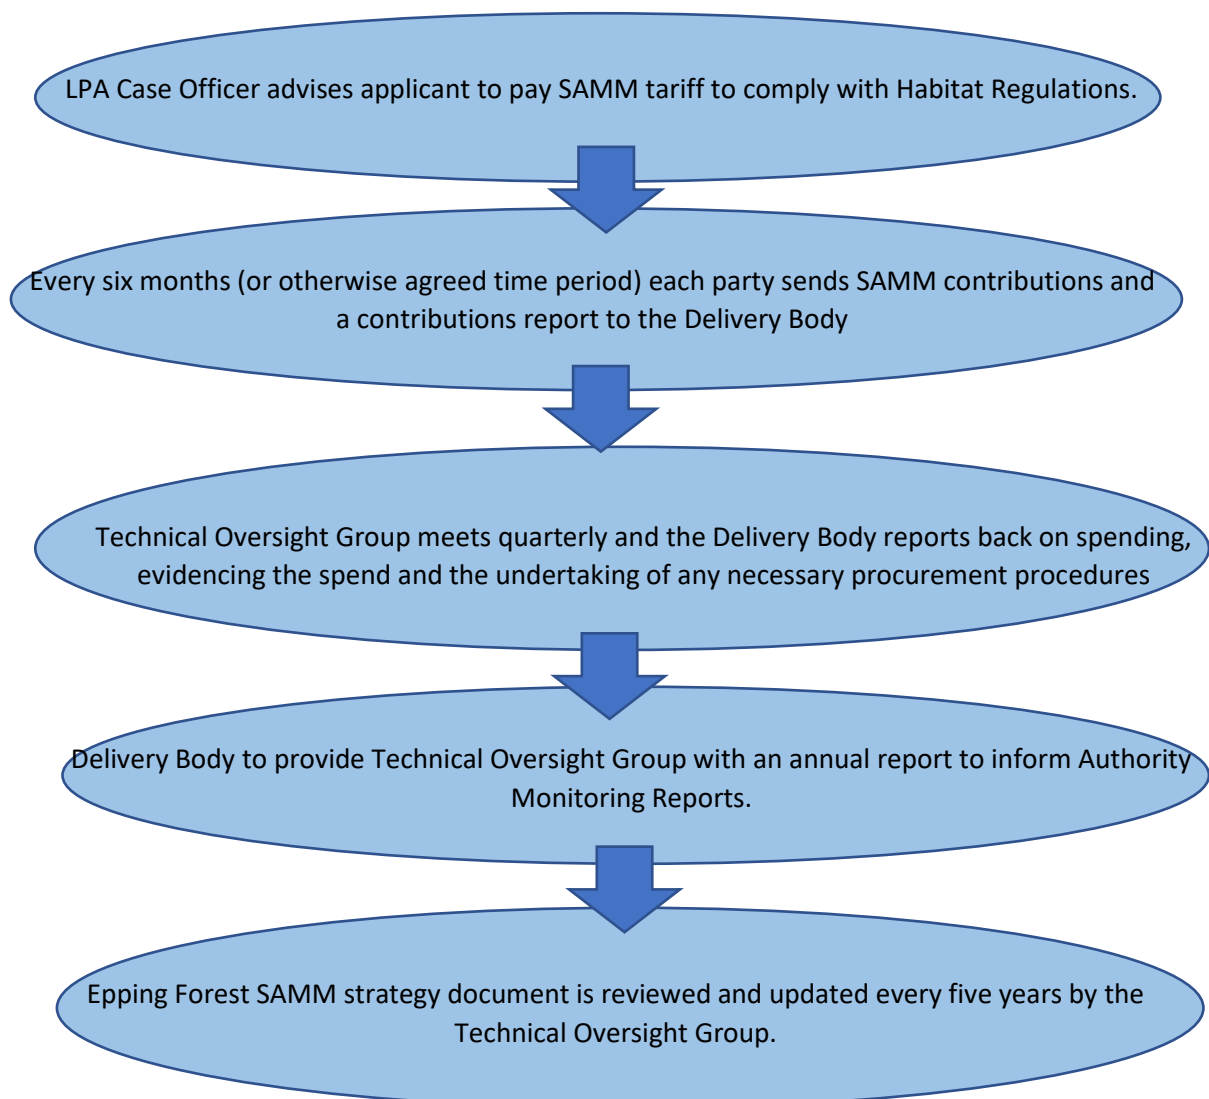 LPA Case Officer advises applicant to pay SAMM tariff to comply with Habitat Regulations.
Every six months (or otherwise agreed time period) each party sends SAMM contributions and
a contributions report to the Delivery Body
Technical Oversight Group meets quarterly and the Delivery Body reports back on spending,
evidencing the spend and the undertaking of any necessary procurement procedures
Delivery Body to provide Technical Oversight Group with an annual report to inform Authority
Monitoring Reports.
Epping Forest SAMM strategy document is reviewed and updated every five years by the
Technical Oversight Group.